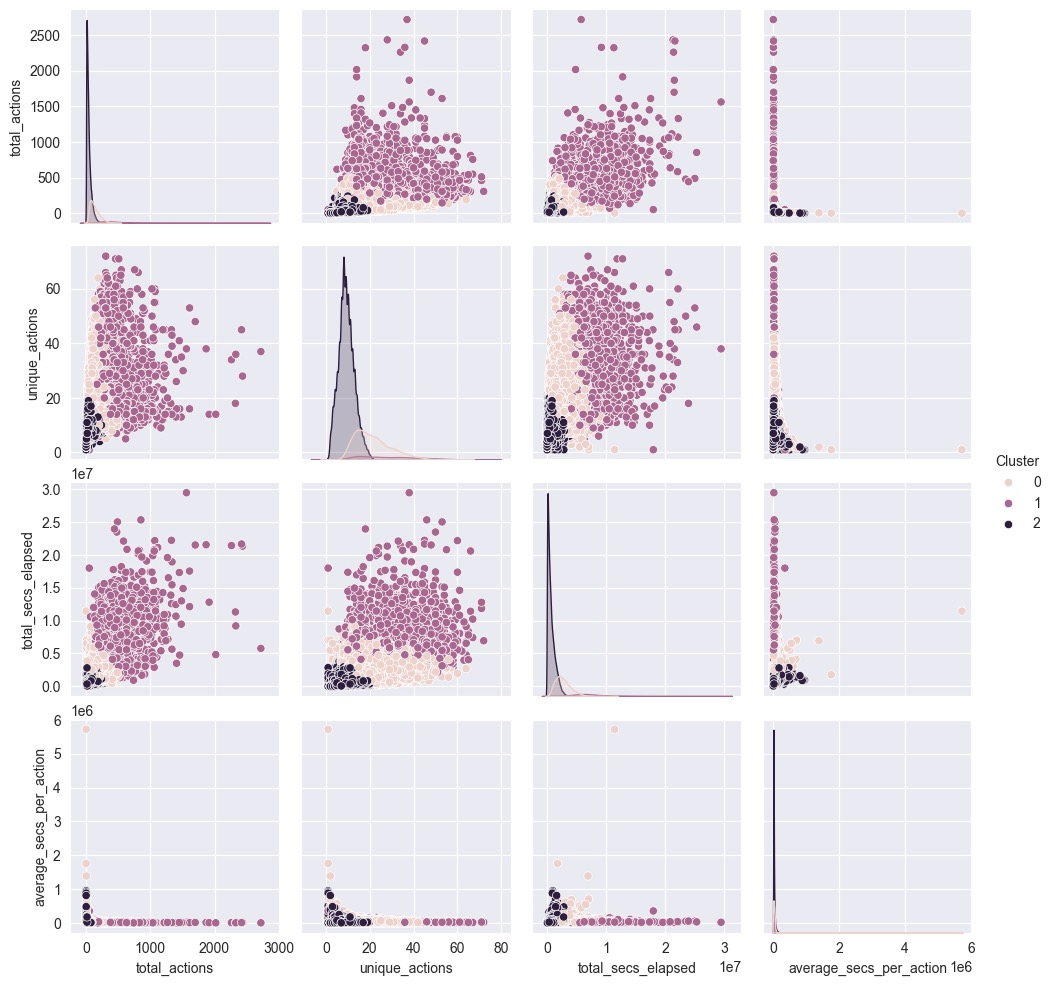 total_actions
2500
2000
1500
1000
500
0
unique_actions
60
40
20
0
Cluster
0
1
2
1e7
total_secs_elapsed
3.0
2.5
2.0
1.5
1.0
0.5
0.0
1e6
average_secs_per_action
6
5
4
3
2
1
0
0 1000 2000 3000
total_actions
0 20 40 60 80
unique_actions
0 1 2 3
total_secs_elapsed 1e7
0 2 4 6
average_secs_per_action 1e6